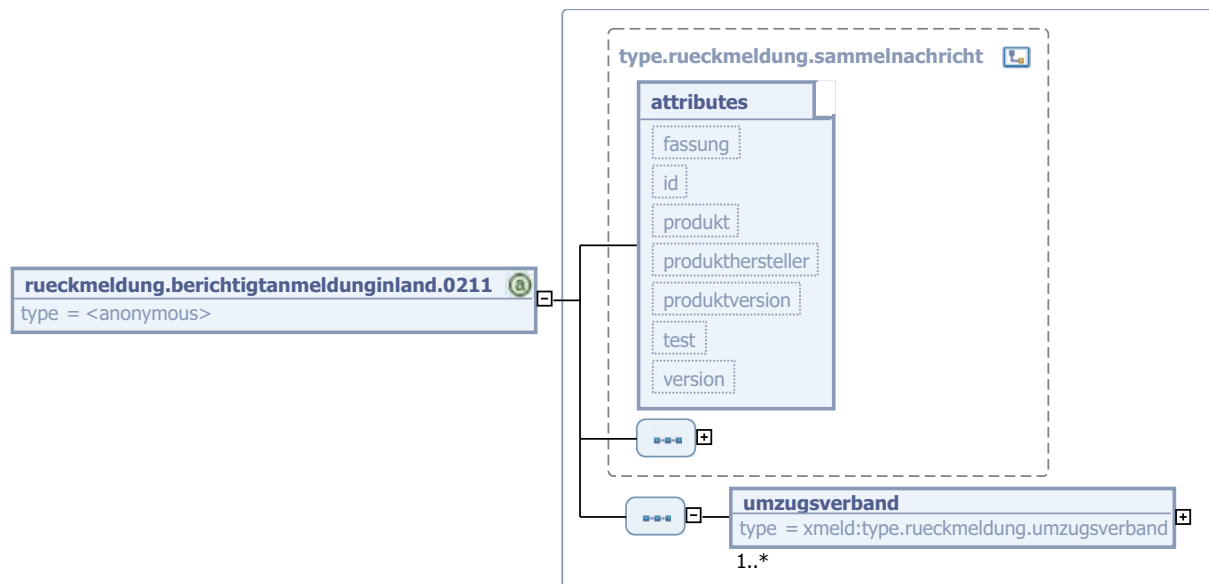 type.rueckmeldung.sammelnachricht
attributes
fassung
id
produkt
produkthersteller
produktversion
test
version
rueckmeldung.berichtigtanmeldunginland.0211
a
type = <anonymous>
umzugsverband
type = xmeld:type.rueckmeldung.umzugsverband
1..*